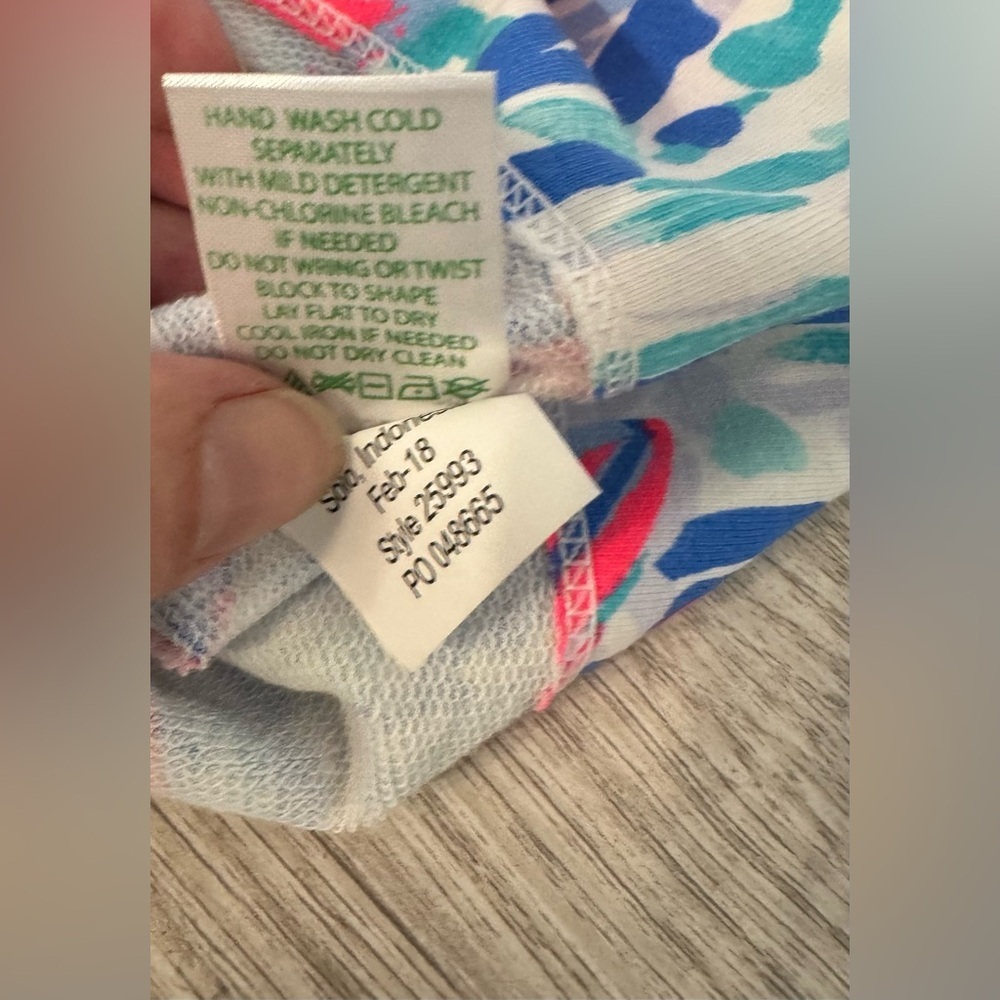 HAND WASH COLD
SEPARATELY
WITH MILD DETERGENT
NON-CHLORINE BLEACH
IF NEEDED
DO NOT WRING OR TWIST
BLOCK TO SHAPE
LAY FLAT TO DRY
COOL IRON IF NEEDED
DO NOT DRY CLEAN
Solo, Indones
Feb-18
Style 25993
PO 048665